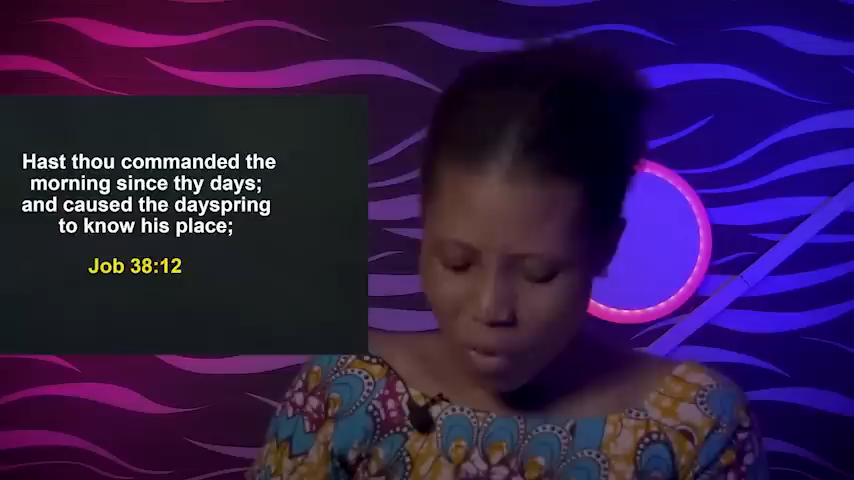 Hast thou commanded the
morning since thy days;
and caused the dayspring
to know his place;
Job 38:12